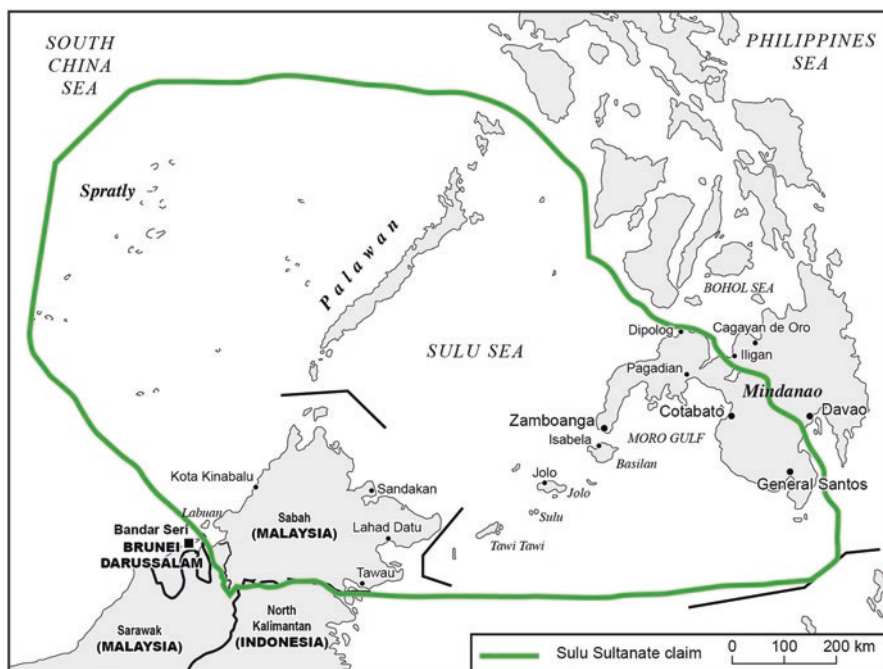 SOUTH
CHINA
SEA
PHILIPPINES
SEA
Spratly
Palawan
BOHOL SEA
Dipolog
Cagayan de Oro
Iligan
SULU SEA
Pagadian
Mindanao
Zamboanga
Cotabato
Davao
Isabela
MORO GULF
Basilan
General Santos
Kota Kinabalu
Sandakan
Jolo
Jolo
Labuan
Sulu
Bandar Seri
BRUNEI
DARUSSALAM
Sabah
(MALAYSIA)
Lahad Datu
Tawi Tawi
Tawau
North
Kalimantan
(INDONESIA)
Sarawak
(MALAYSIA)
Sulu Sultanate claim
0 100 200 km